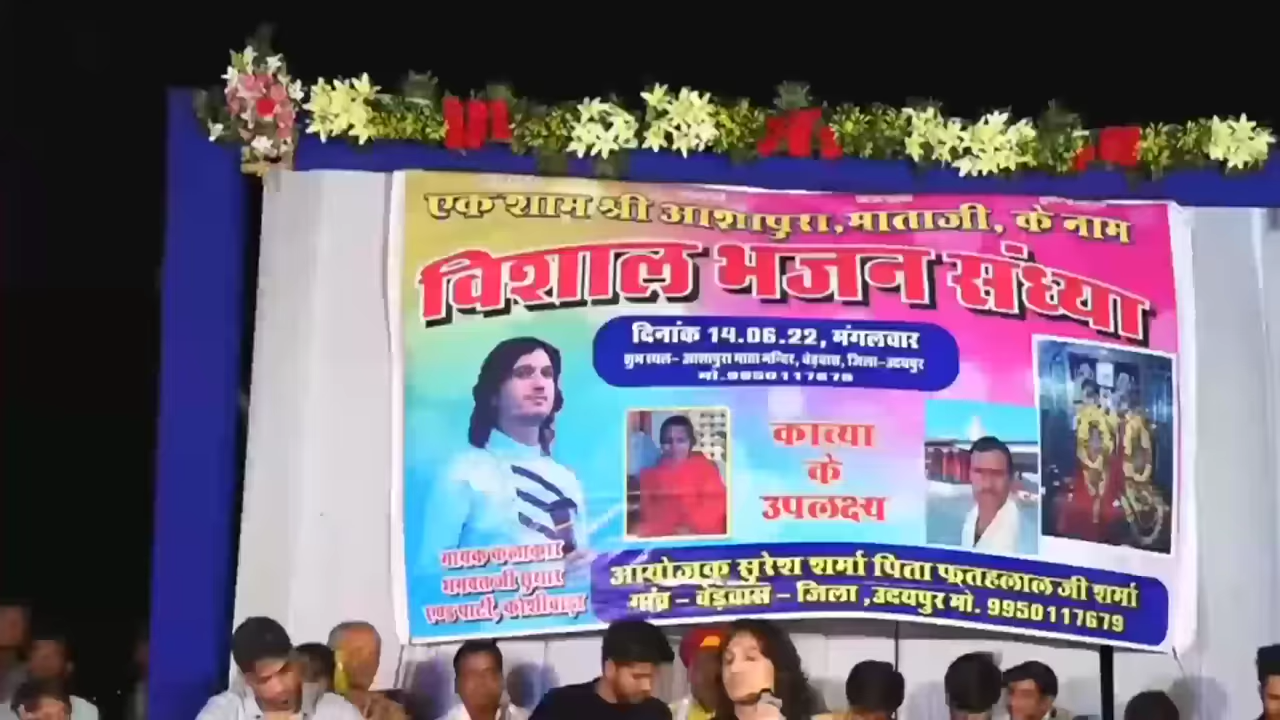 एक शाम श्री आशापुरा, माताजी, के नाम
विशाल भजन संध्या
दिनांक 14.06.22, मंगलवार
शुभ स्थल- आशापुरा माता मन्दिर, वेड़वास, जिला-उदयपुर
मो.9950117679
काव्या
के
उपलक्ष्य
गायक कलाकार
भगवतजी सुथार
एण्ड पार्टी, कोशीवाड़ा
आयोजक सुरेश शर्मा पिता फतहलाल जी शर्मा
गांव - वेड़वास - जिला ,उदयपुर मो. 9950117679